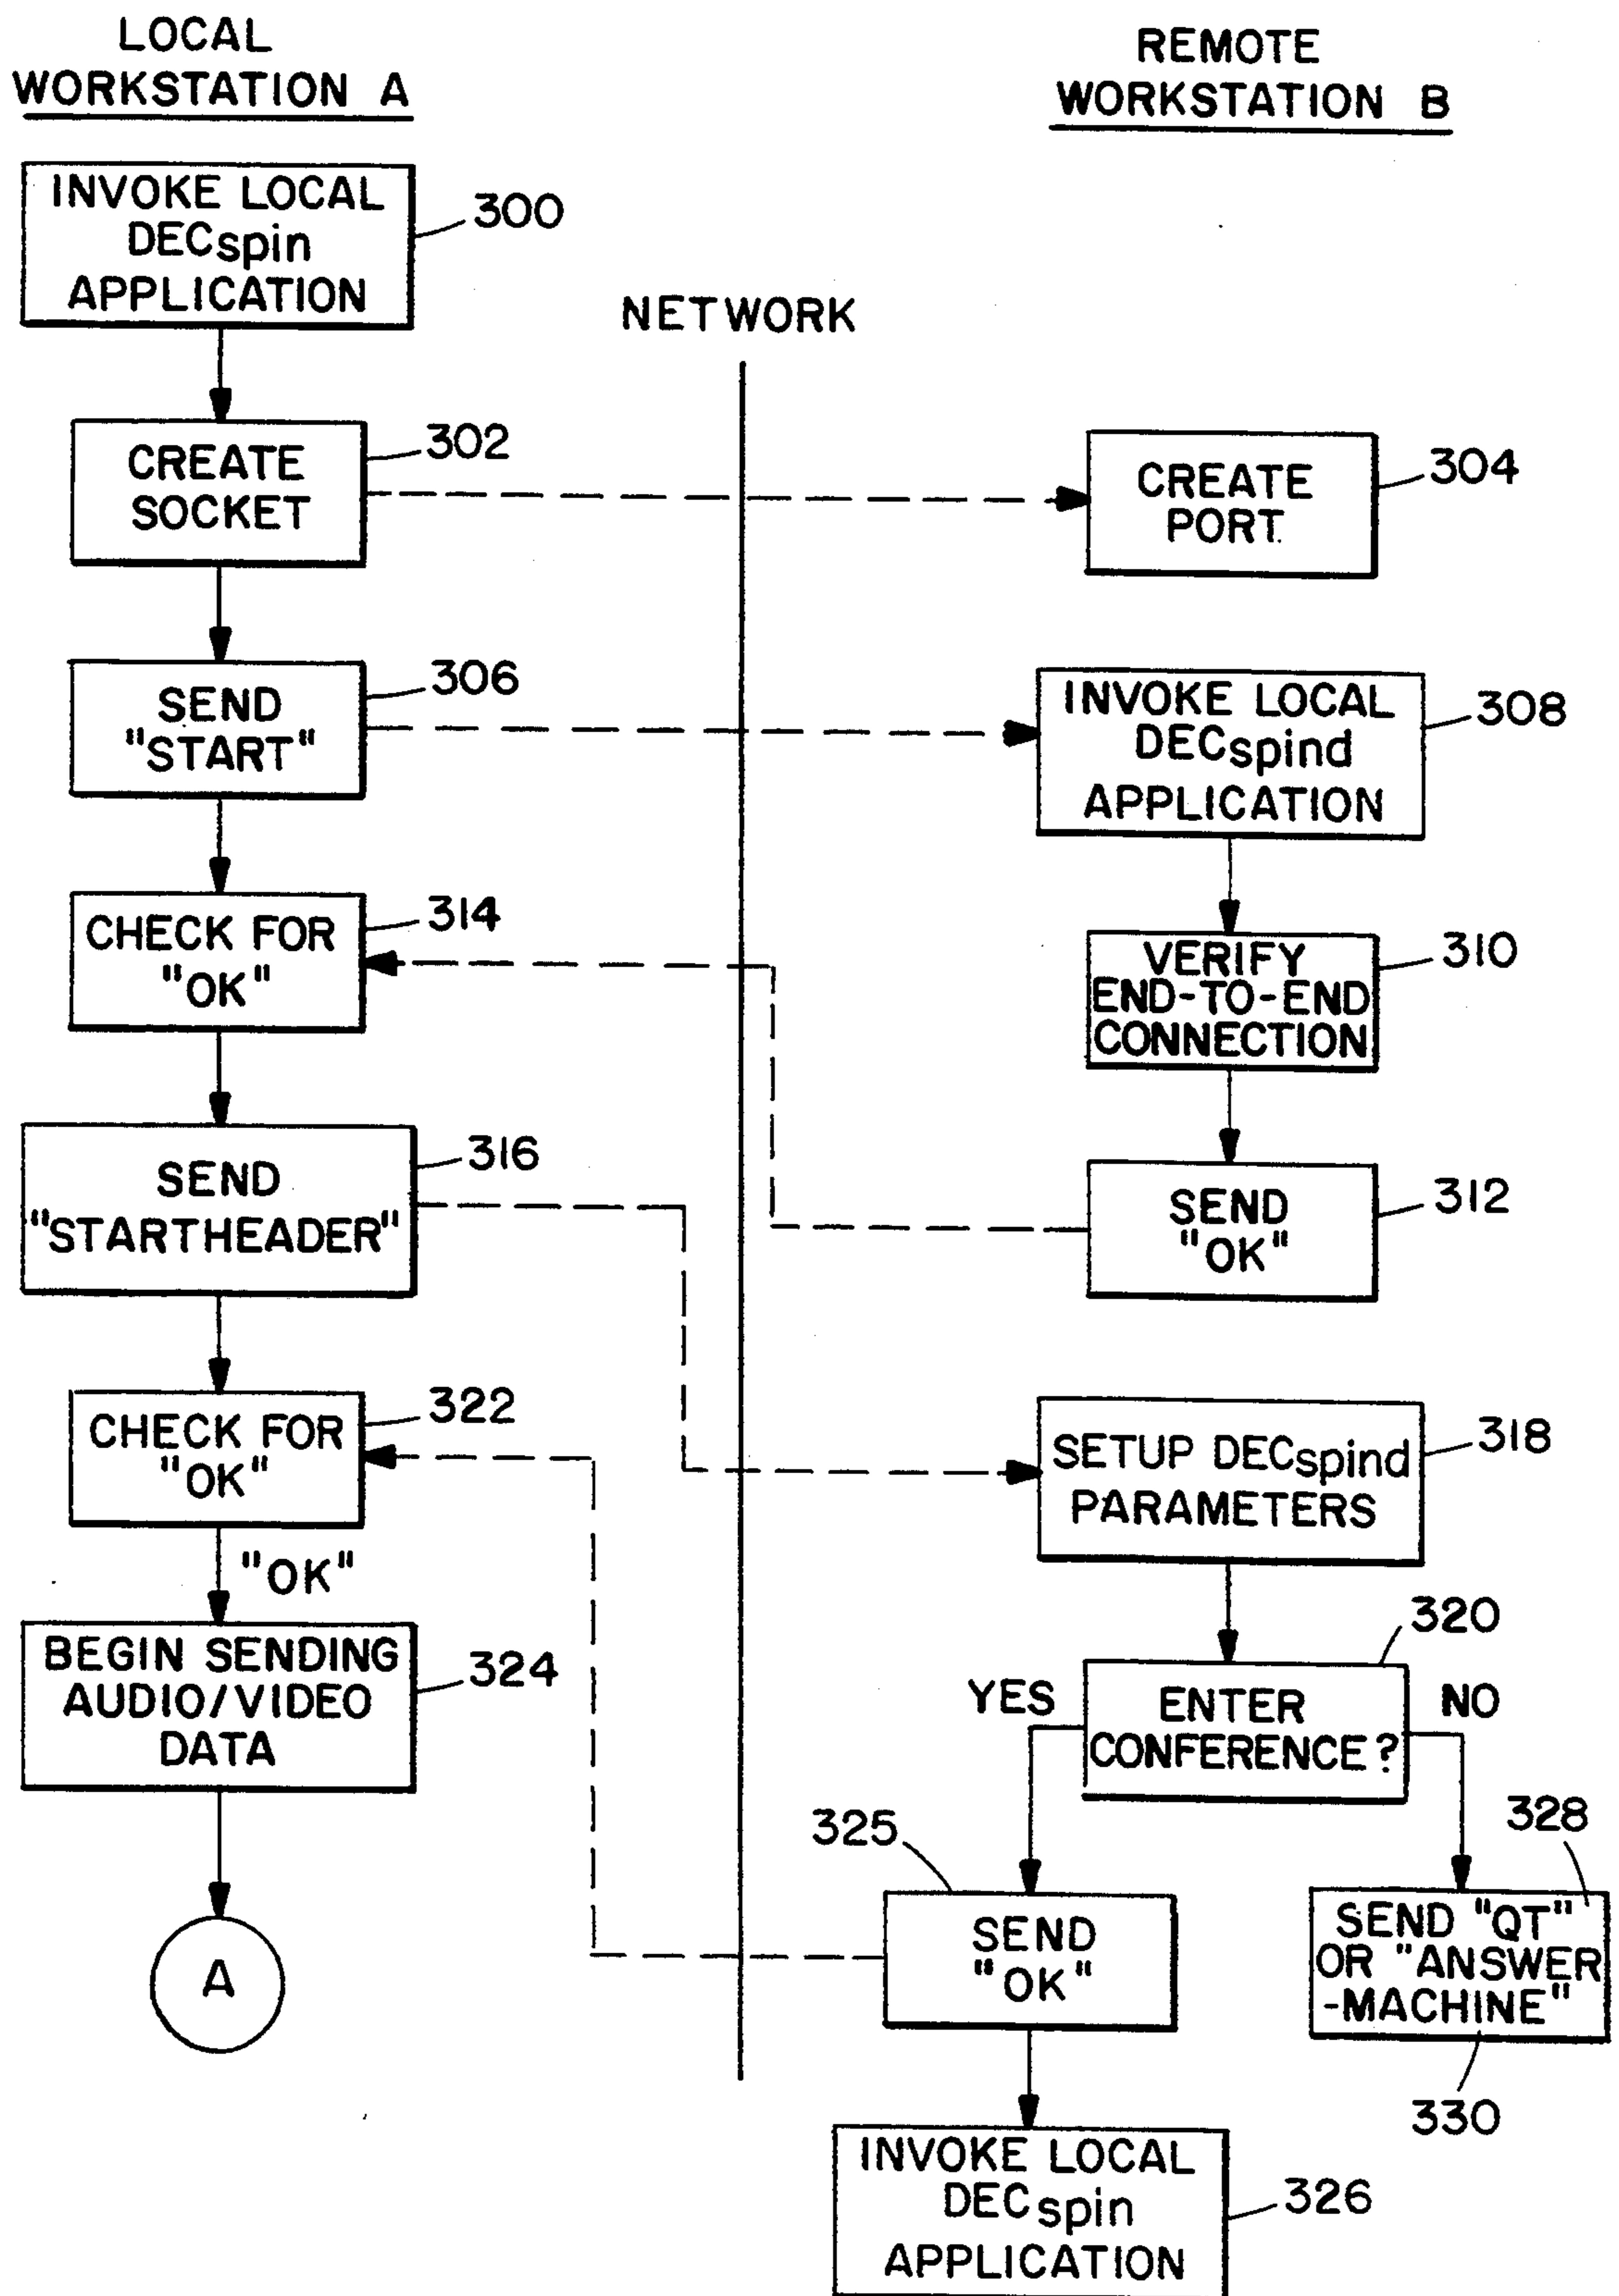 LOCAL
WORKSTATION A
REMOTE
WORKSTATION B
INVOKE LOCAL
DECspin
APPLICATION
300
NETWORK
CREATE
SOCKET
302
CREATE
PORT
304
SEND
"START"
306
INVOKE LOCAL
DECspind
APPLICATION
308
CHECK FOR
"OK"
314
VERIFY
END-TO-END
CONNECTION
310
SEND
"STARTHEADER"
316
SEND
"OK"
312
CHECK FOR
"OK"
322
SETUP DECspind
PARAMETERS
318
"OK"
BEGIN SENDING
AUDIO/VIDEO
DATA
324
320
YES
ENTER
CONFERENCE?
NO
325
SEND
"OK"
328
SEND "QT"
OR "ANSWER
-MACHINE"
330
A
INVOKE LOCAL
DECspin
APPLICATION
326